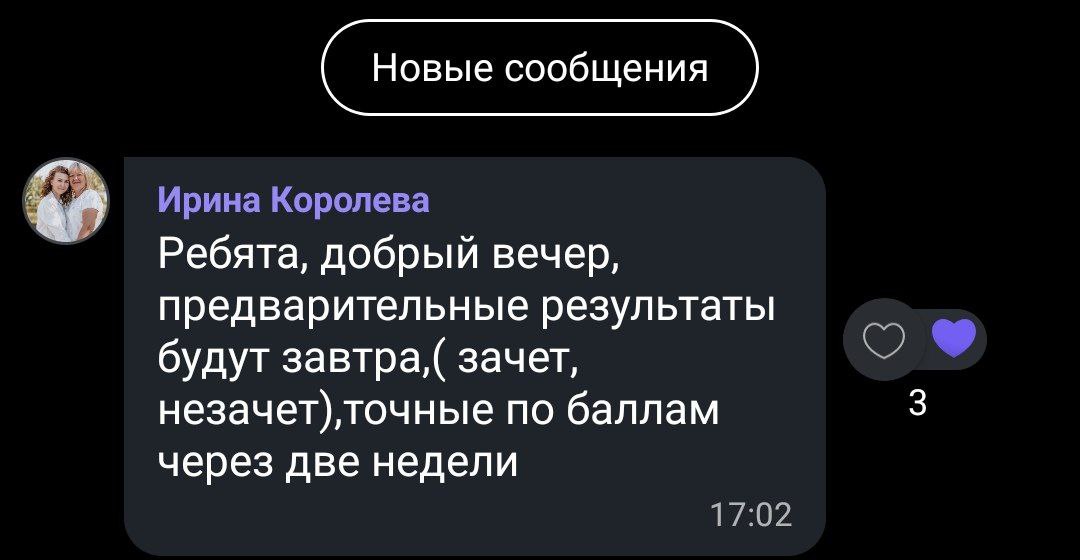 Новые сообщения
Ирина Королева
Ребята, добрый вечер,
предварительные результаты
будут завтра,( зачет,
незачет),точные по баллам
через две недели
17:02
3